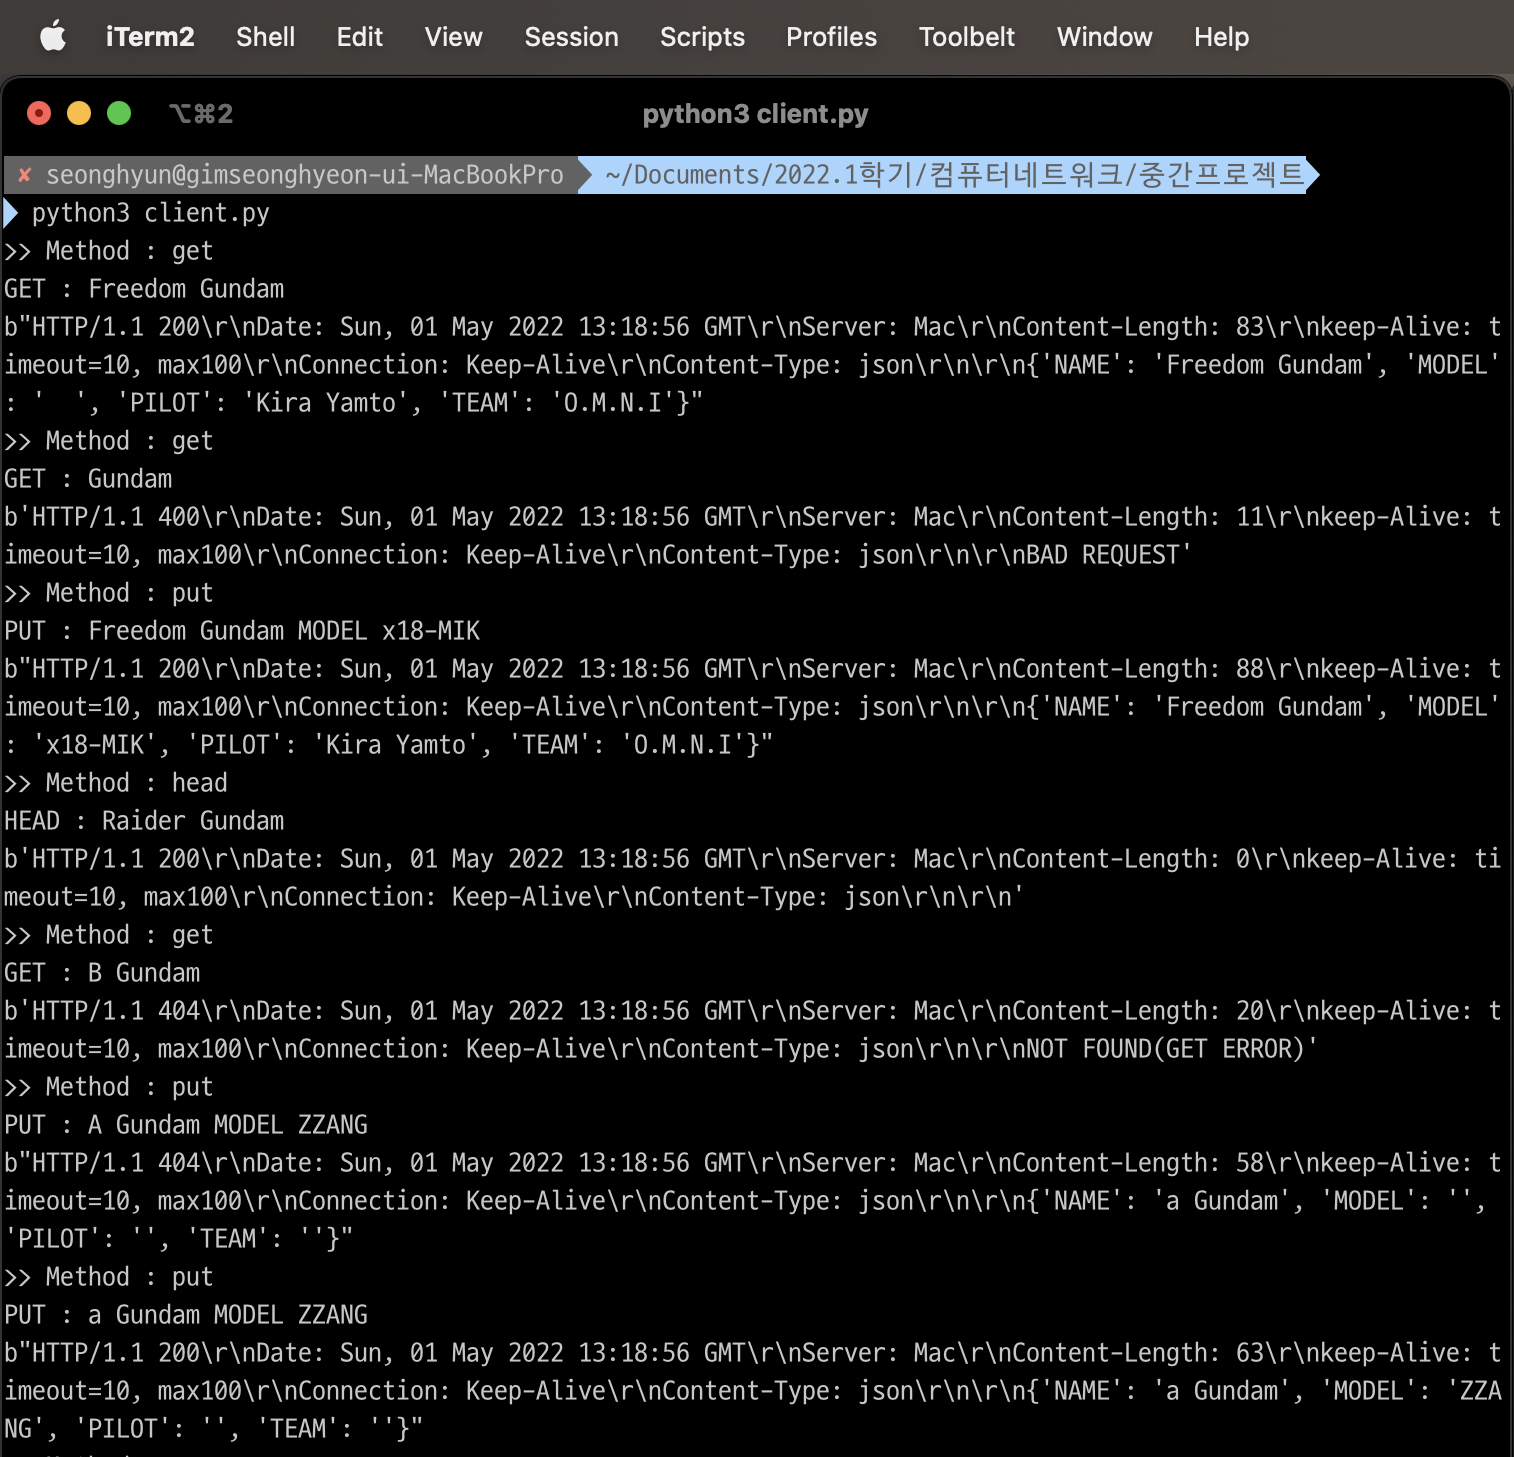 iTerm2 Shell Edit View Session Scripts Profiles Toolbelt Window Help
⌥⌘2 python3 client.py
✘ seonghyun@gimseonghyeon-ui-MacBookPro ~/Documents/2022.1학기/컴퓨터네트워크/중간프로젝트
python3 client.py
>> Method : get
GET : Freedom Gundam
b"HTTP/1.1 200\r\nDate: Sun, 01 May 2022 13:18:56 GMT\r\nServer: Mac\r\nContent-Length: 83\r\nkeep-Alive: t
imeout=10, max100\r\nConnection: Keep-Alive\r\nContent-Type: json\r\n\r\n{'NAME': 'Freedom Gundam', 'MODEL'
: '  ', 'PILOT': 'Kira Yamto', 'TEAM': 'O.M.N.I'}"
>> Method : get
GET : Gundam
b'HTTP/1.1 400\r\nDate: Sun, 01 May 2022 13:18:56 GMT\r\nServer: Mac\r\nContent-Length: 11\r\nkeep-Alive: t
imeout=10, max100\r\nConnection: Keep-Alive\r\nContent-Type: json\r\n\r\nBAD REQUEST'
>> Method : put
PUT : Freedom Gundam MODEL x18-MIK
b"HTTP/1.1 200\r\nDate: Sun, 01 May 2022 13:18:56 GMT\r\nServer: Mac\r\nContent-Length: 88\r\nkeep-Alive: t
imeout=10, max100\r\nConnection: Keep-Alive\r\nContent-Type: json\r\n\r\n{'NAME': 'Freedom Gundam', 'MODEL'
: 'x18-MIK', 'PILOT': 'Kira Yamto', 'TEAM': 'O.M.N.I'}"
>> Method : head
HEAD : Raider Gundam
b'HTTP/1.1 200\r\nDate: Sun, 01 May 2022 13:18:56 GMT\r\nServer: Mac\r\nContent-Length: 0\r\nkeep-Alive: ti
meout=10, max100\r\nConnection: Keep-Alive\r\nContent-Type: json\r\n\r\n'
>> Method : get
GET : B Gundam
b'HTTP/1.1 404\r\nDate: Sun, 01 May 2022 13:18:56 GMT\r\nServer: Mac\r\nContent-Length: 20\r\nkeep-Alive: t
imeout=10, max100\r\nConnection: Keep-Alive\r\nContent-Type: json\r\n\r\nNOT FOUND(GET ERROR)'
>> Method : put
PUT : A Gundam MODEL ZZANG
b"HTTP/1.1 404\r\nDate: Sun, 01 May 2022 13:18:56 GMT\r\nServer: Mac\r\nContent-Length: 58\r\nkeep-Alive: t
imeout=10, max100\r\nConnection: Keep-Alive\r\nContent-Type: json\r\n\r\n{'NAME': 'a Gundam', 'MODEL': '',
'PILOT': '', 'TEAM': ''}"
>> Method : put
PUT : a Gundam MODEL ZZANG
b"HTTP/1.1 200\r\nDate: Sun, 01 May 2022 13:18:56 GMT\r\nServer: Mac\r\nContent-Length: 63\r\nkeep-Alive: t
imeout=10, max100\r\nConnection: Keep-Alive\r\nContent-Type: json\r\n\r\n{'NAME': 'a Gundam', 'MODEL': 'ZZA
NG', 'PILOT': '', 'TEAM': ''}"